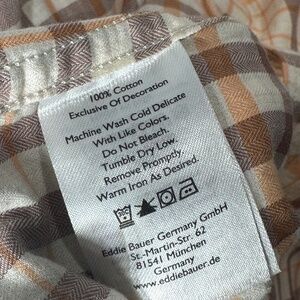 100% Cotton
Exclusive Of Decoration
Machine Wash Cold Delicate
With Like Colors.
Do Not Bleach.
Tumble Dry Low.
Remove Promptly.
Warm Iron As Desired
Eddie Bauer Germany GmbH
St.-Martin-Str. 62
81541 München
Germany
www.eddiebauer.de